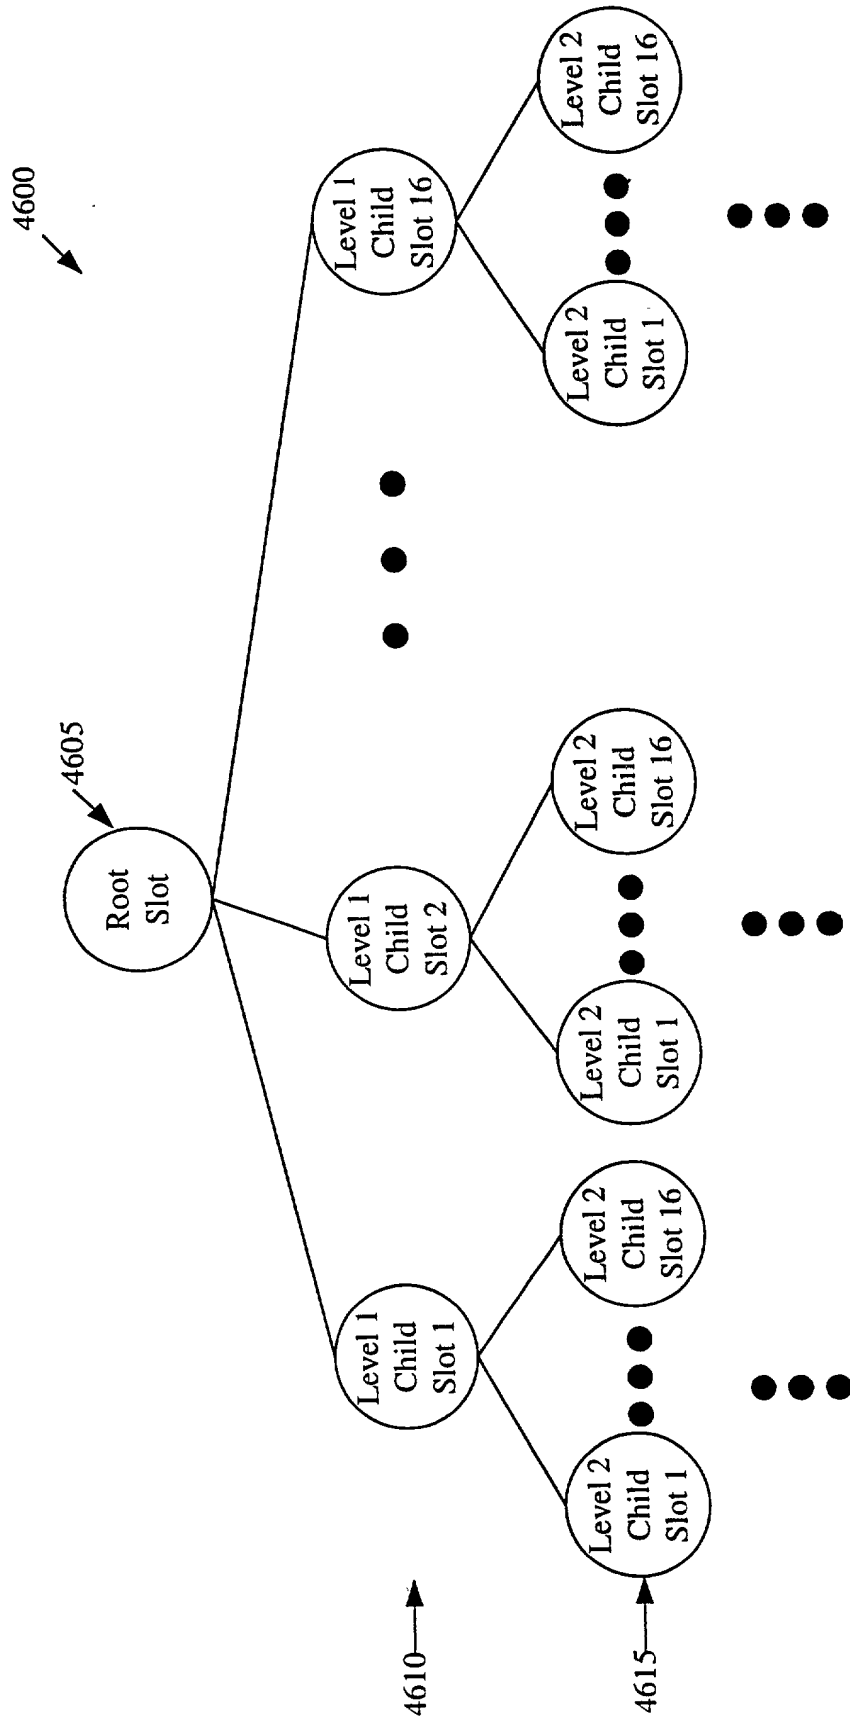 4600
4605
Root
Slot
4610
Level 1
Child
Slot 1
Level 1
Child
Slot 2
Level 1
Child
Slot 16
4615
Level 2
Child
Slot 1
Level 2
Child
Slot 16
Level 2
Child
Slot 1
Level 2
Child
Slot 16
Level 2
Child
Slot 1
Level 2
Child
Slot 16